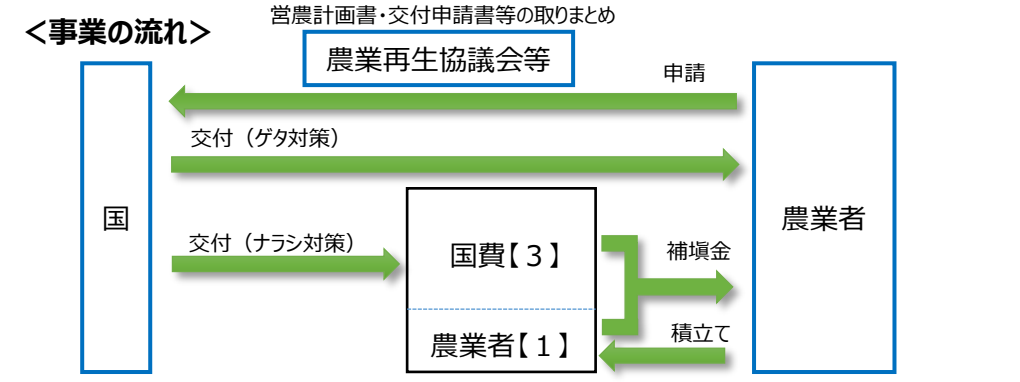 営農計画書・交付申請書等の取りまとめ
＜事業の流れ＞
農業再生協議会等
申請
交付（ゲタ対策）
国
農業者
交付（ナラシ対策）
国費【３】
補塡金
農業者【１】
積立て